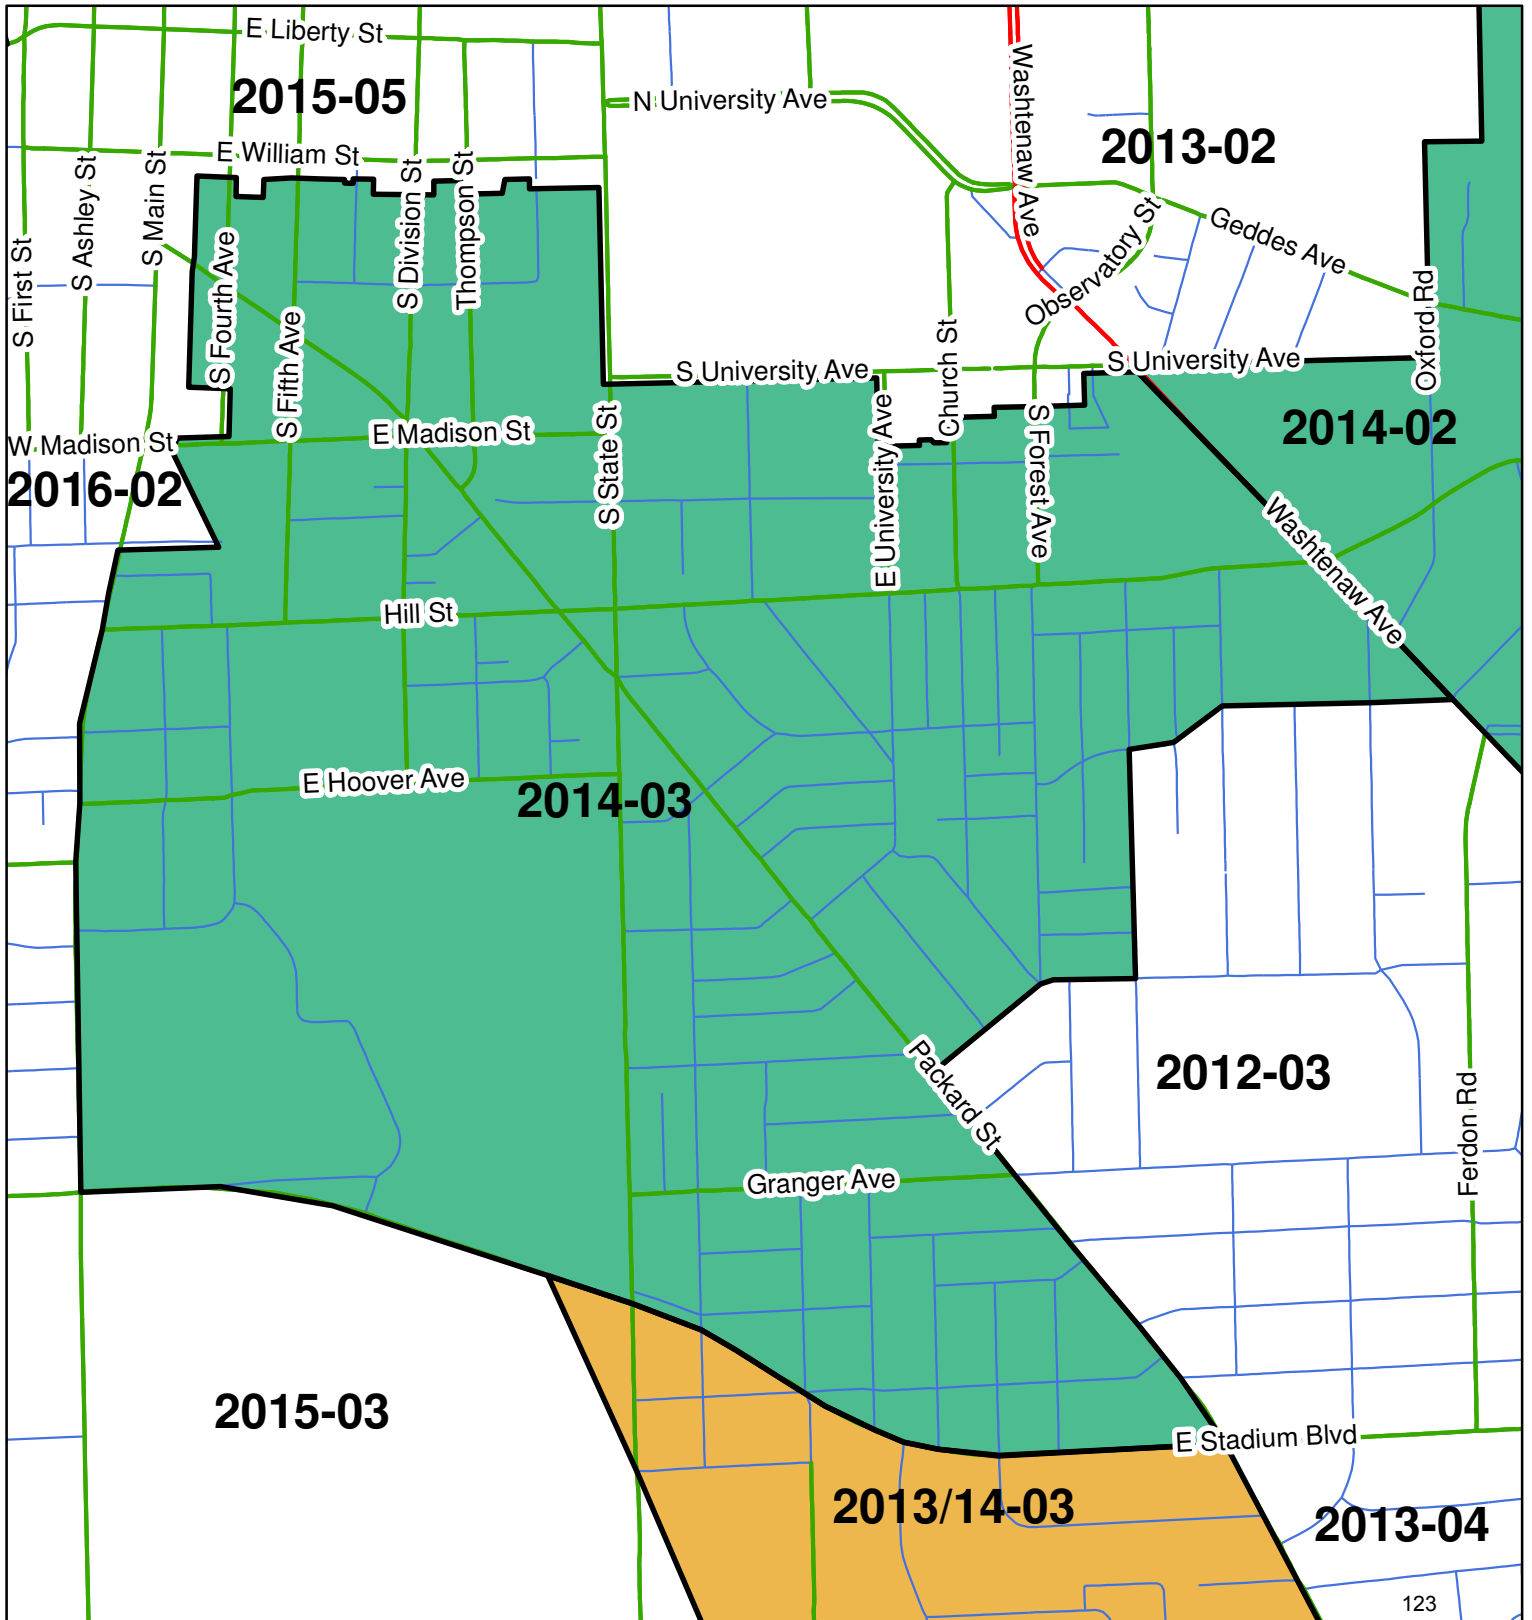 E Liberty St
2015-05
N University Ave
Washtenaw Ave
2013-02
E William St
S First St
S Ashley St
S Main St
S Fourth Ave
S Fifth Ave
S Division St
Thompson St
Observatory St
Geddes Ave
Oxford Rd
S University Ave
S University Ave
Church St
E University Ave
S Forest Ave
S State St
W Madison St
E Madison St
2014-02
2016-02
Washtenaw Ave
Hill St
E Hoover Ave
2014-03
Packard St
2012-03
Ferdon Rd
Granger Ave
2015-03
E Stadium Blvd
2013/14-03
2013-04
123